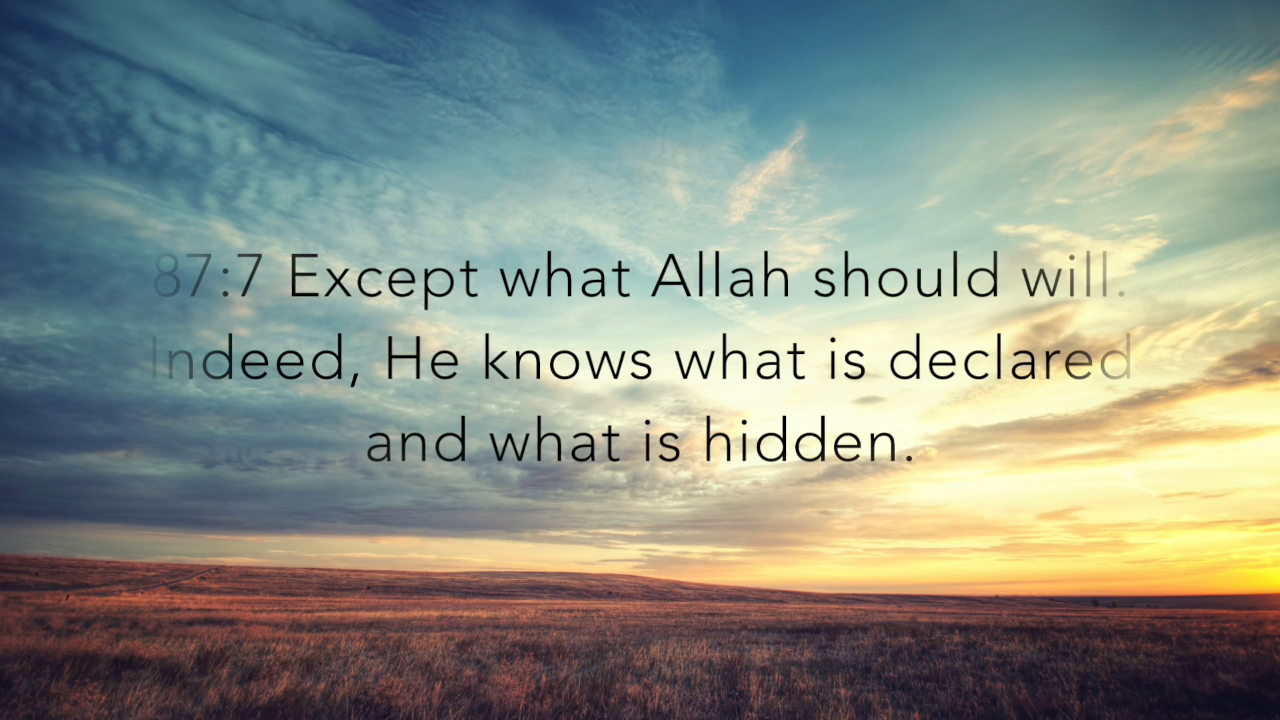 87:7 Except what Allah should will.
Indeed, He knows what is declared
and what is hidden.